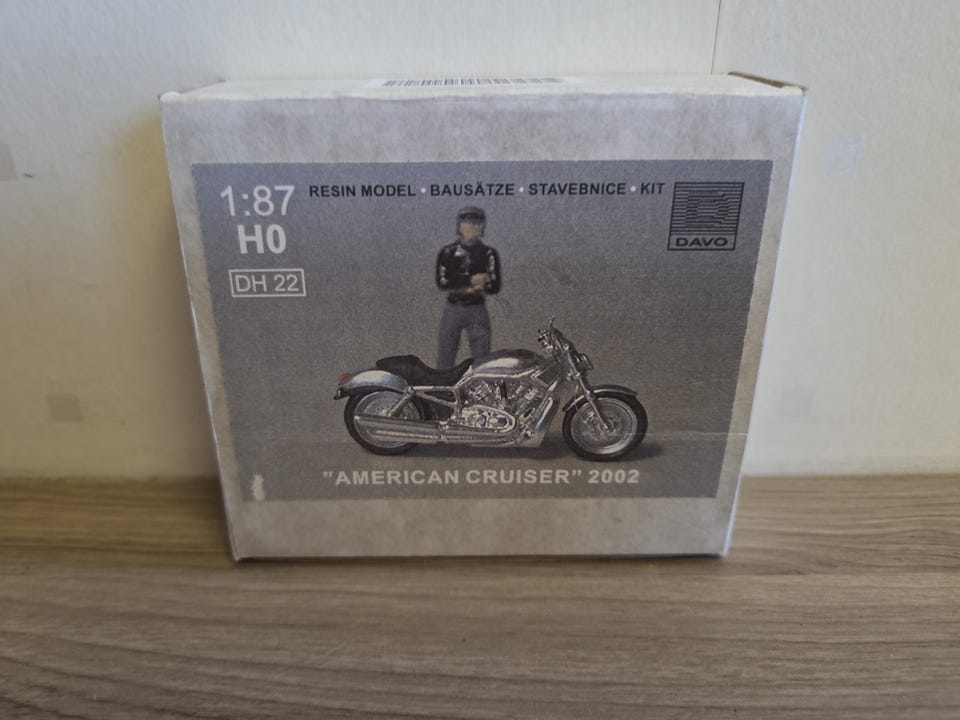 1:87
H0
DH 22
RESIN MODEL • BAUSÄTZE • STAVEBNICE • KIT
DAVO
"AMERICAN CRUISER" 2002